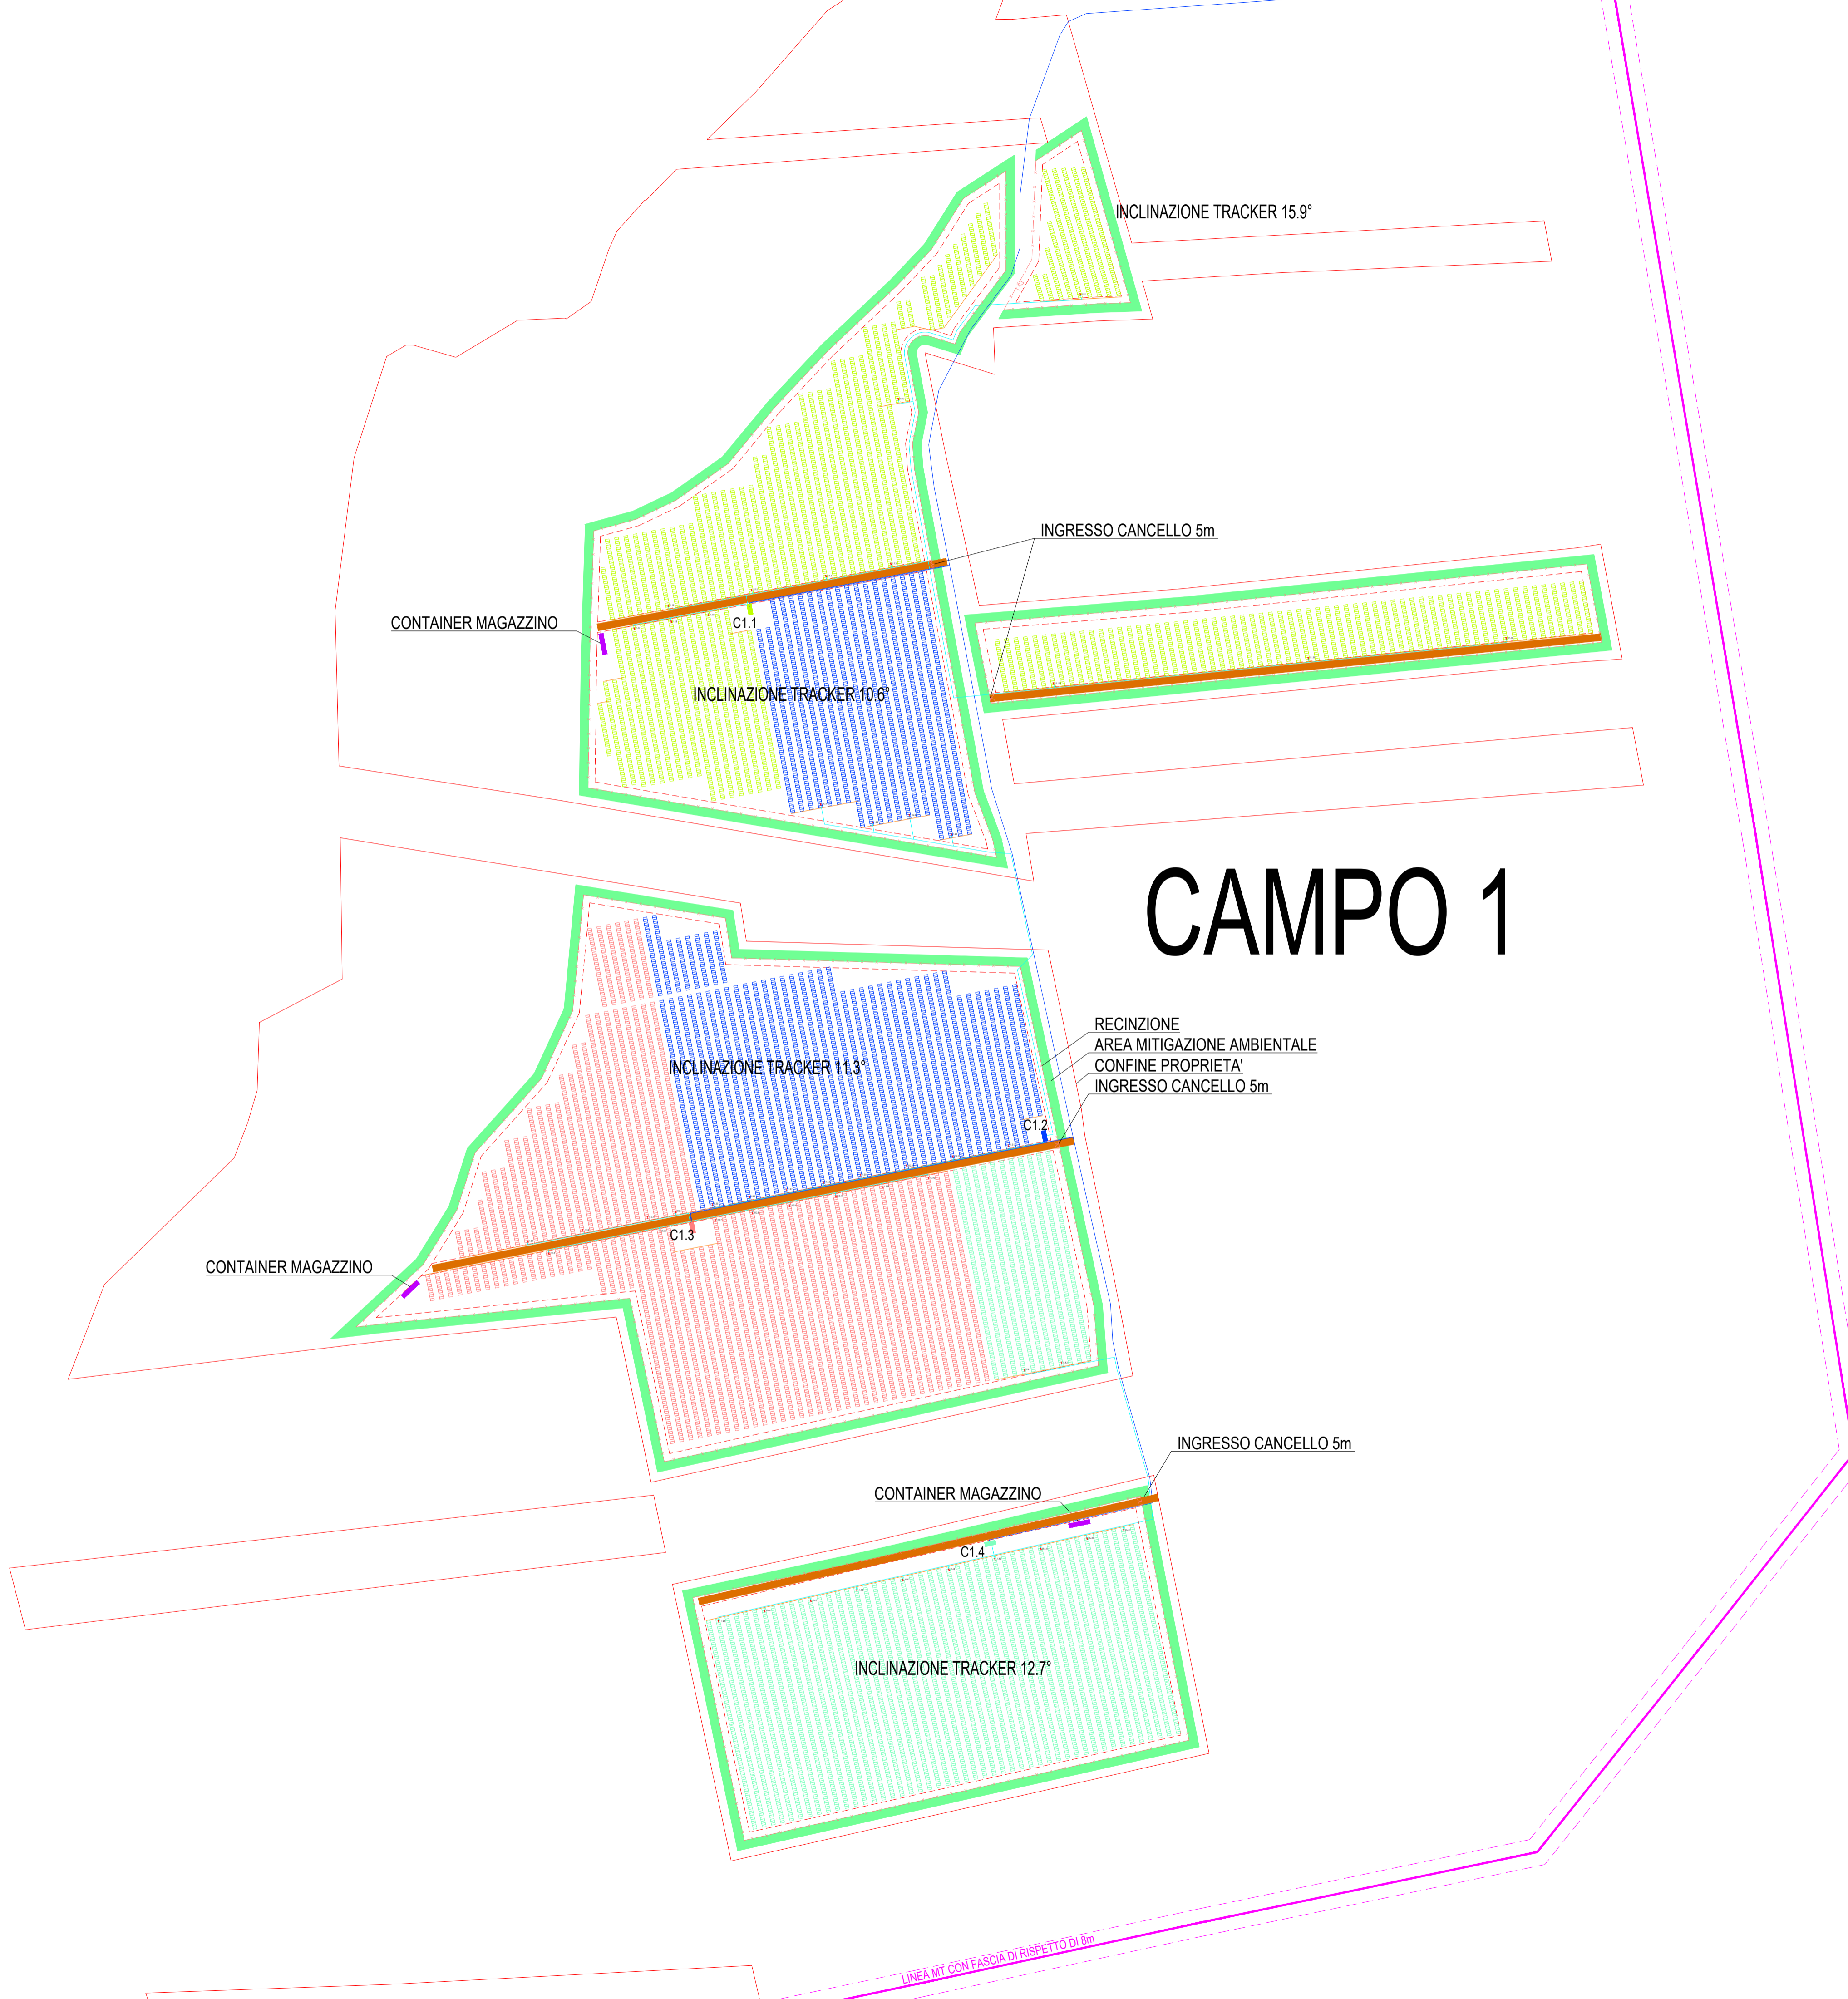 INCLINAZIONE TRACKER 15.9°
INGRESSO CANCELLO 5m
CONTAINER MAGAZZINO
C1.1
INCLINAZIONE TRACKER 10.6°
CAMPO 1
RECINZIONE
AREA MITIGAZIONE AMBIENTALE
CONFINE PROPRIETA'
INGRESSO CANCELLO 5m
INCLINAZIONE TRACKER 11.3°
C1.2
C1.3
CONTAINER MAGAZZINO
INGRESSO CANCELLO 5m
CONTAINER MAGAZZINO
C1.4
INCLINAZIONE TRACKER 12.7°
LINEA MT CON FASCIA DI RISPETTO DI 8m